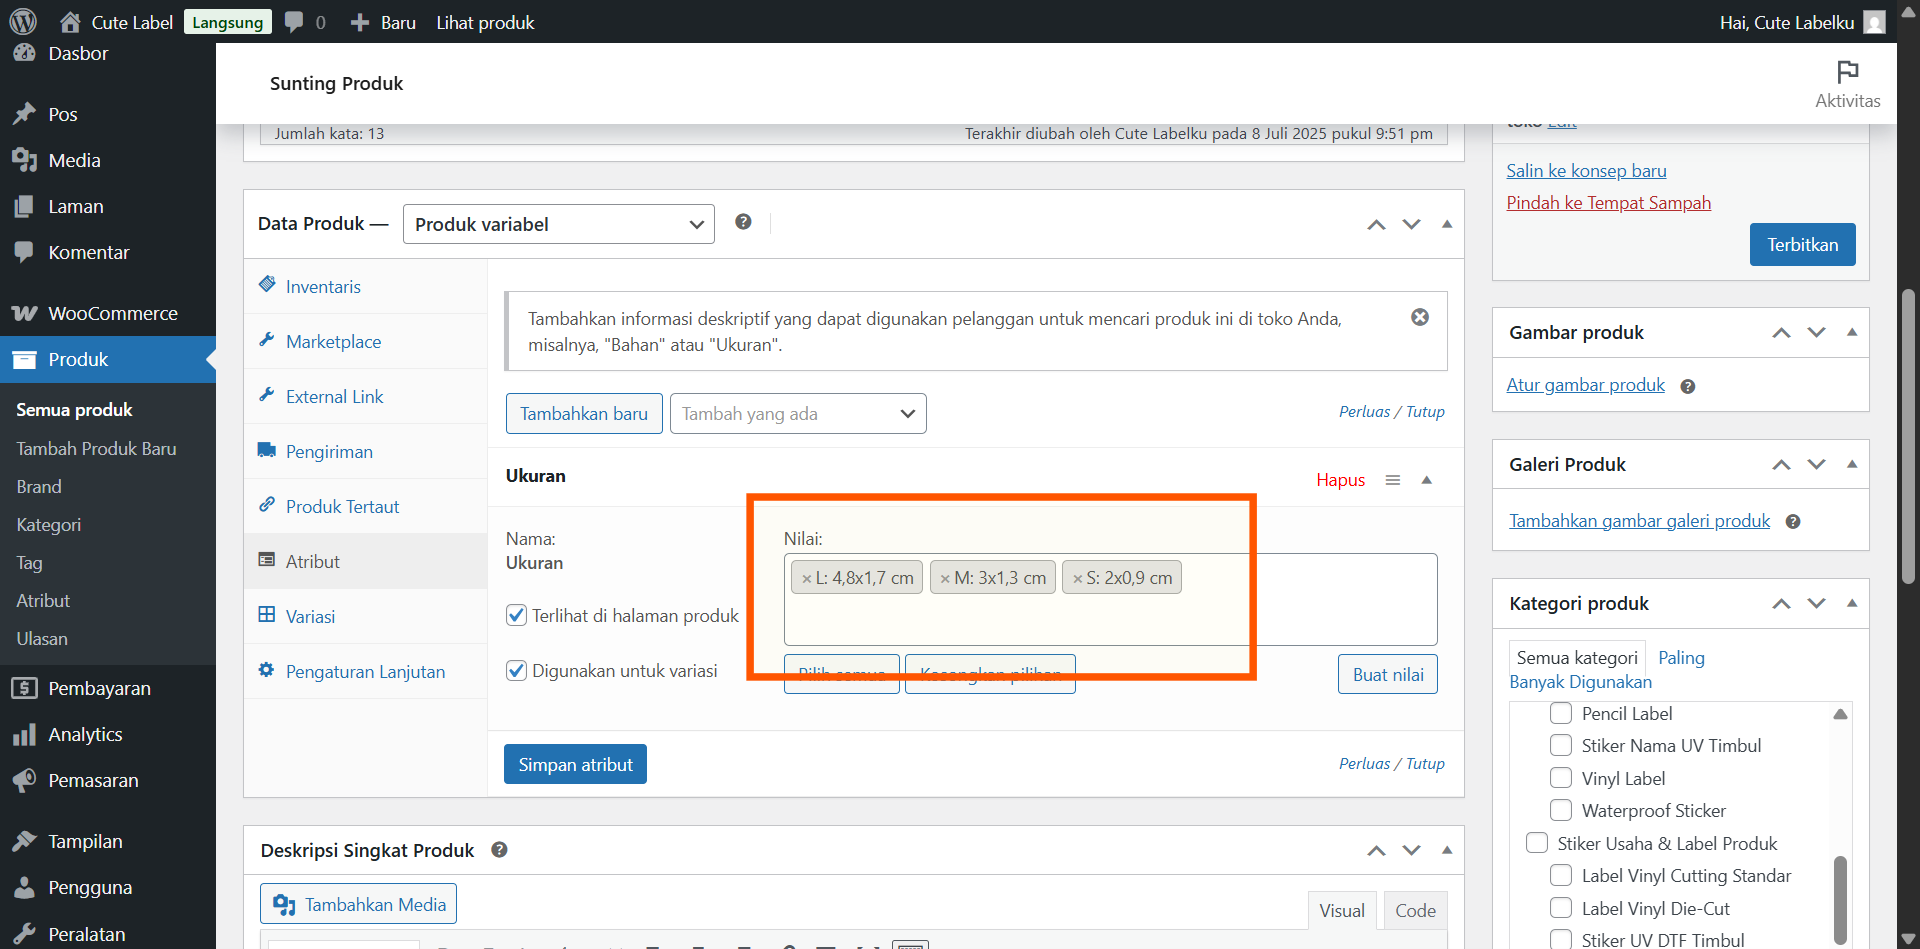 Cute Label
Langsung
0
Baru
Lihat produk
Hai, Cute Labelku
Dasbor
Pos
Media
Laman
Komentar
WooCommerce
Produk
Semua produk
Tambah Produk Baru
Brand
Kategori
Tag
Atribut
Ulasan
Pembayaran
Analytics
Pemasaran
Tampilan
Pengguna
Peralatan
Sunting Produk
Aktivitas
Jumlah kata: 13
Terakhir diubah oleh Cute Labelku pada 8 Juli 2025 pukul 9:51 pm
Data Produk —
Produk variabel
Inventaris
Marketplace
External Link
Pengiriman
Produk Tertaut
Atribut
Variasi
Pengaturan Lanjutan
Tambahkan informasi deskriptif yang dapat digunakan pelanggan untuk mencari produk ini di toko Anda,
misalnya, "Bahan" atau "Ukuran".
Tambahkan baru
Tambah yang ada
Perluas / Tutup
Ukuran
Hapus
Nama:
Ukuran
Terlihat di halaman produk
Digunakan untuk variasi
Nilai:
× L: 4,8x1,7 cm
× M: 3x1,3 cm
× S: 2x0,9 cm
Pilih semua
Kosongkan pilihan
Buat nilai
Simpan atribut
Perluas / Tutup
Deskripsi Singkat Produk
Tambahkan Media
Visual
Code
toko Edit
Salin ke konsep baru
Pindah ke Tempat Sampah
Terbitkan
Gambar produk
Atur gambar produk
Galeri Produk
Tambahkan gambar galeri produk
Kategori produk
Semua kategori
Paling
Banyak Digunakan
Pencil Label
Stiker Nama UV Timbul
Vinyl Label
Waterproof Sticker
Stiker Usaha & Label Produk
Label Vinyl Cutting Standar
Label Vinyl Die-Cut
Stiker UV DTF Timbul